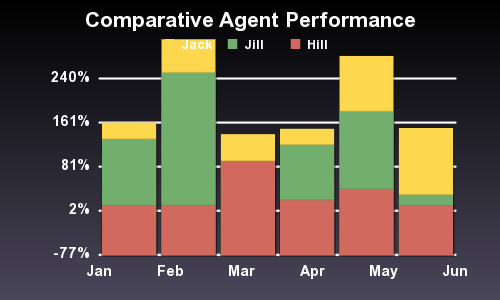 Comparative Agent Performance
Jack Jill Hill
240%
161%
81%
2%
-77%
Jan Feb Mar Apr May Jun